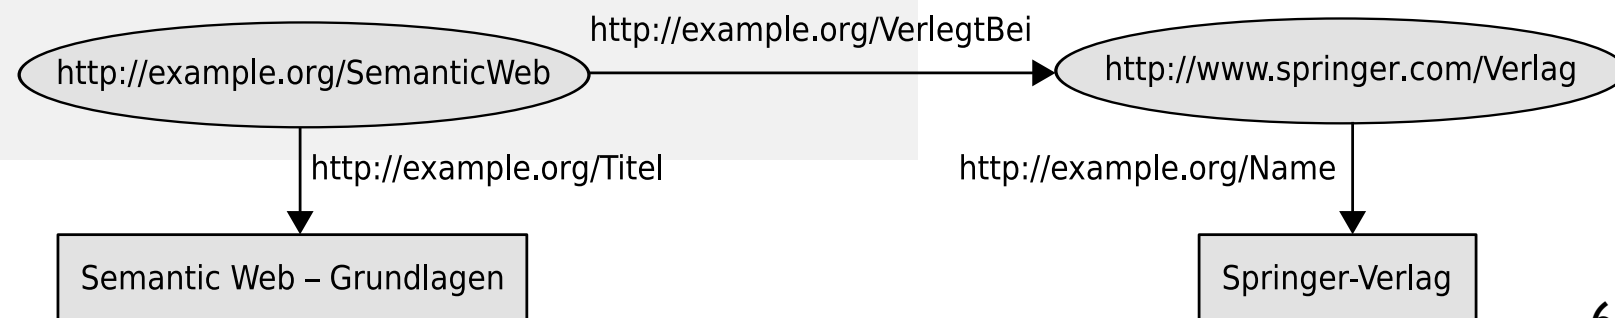 http://example.org/VerlegtBei
http://example.org/SemanticWeb
http://www.springer.com/Verlag
http://example.org/Titel
http://example.org/Name
Semantic Web – Grundlagen
Springer-Verlag